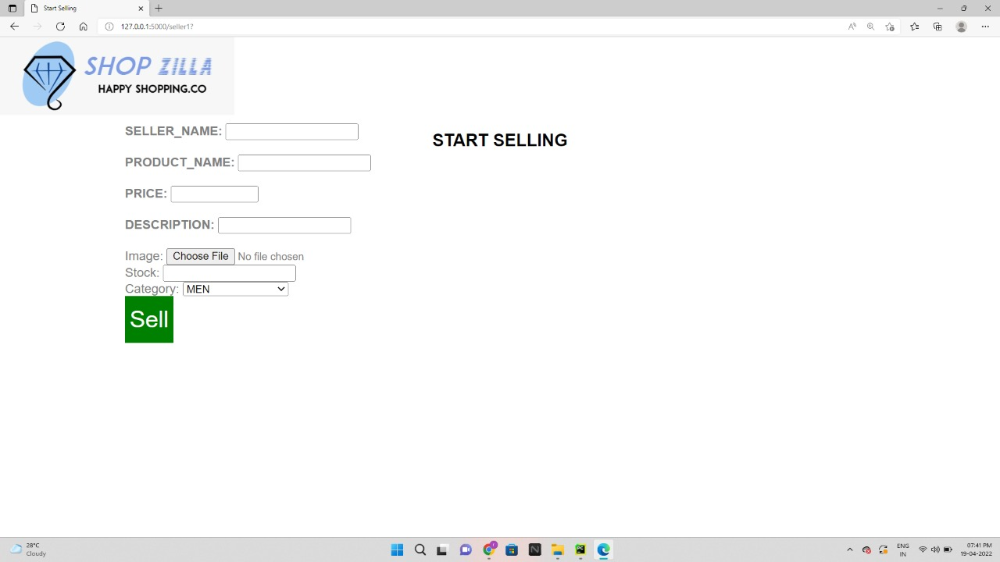 Start Selling
127.0.0.1:5000/seller1?
SHOP ZILLA
HAPPY SHOPPING.CO
START SELLING
SELLER_NAME:
PRODUCT_NAME:
PRICE:
DESCRIPTION:
Image: Choose File No file chosen
Stock:
Category: MEN
Sell
28°C
Cloudy
ENG
IN
07:41 PM
19-04-2022